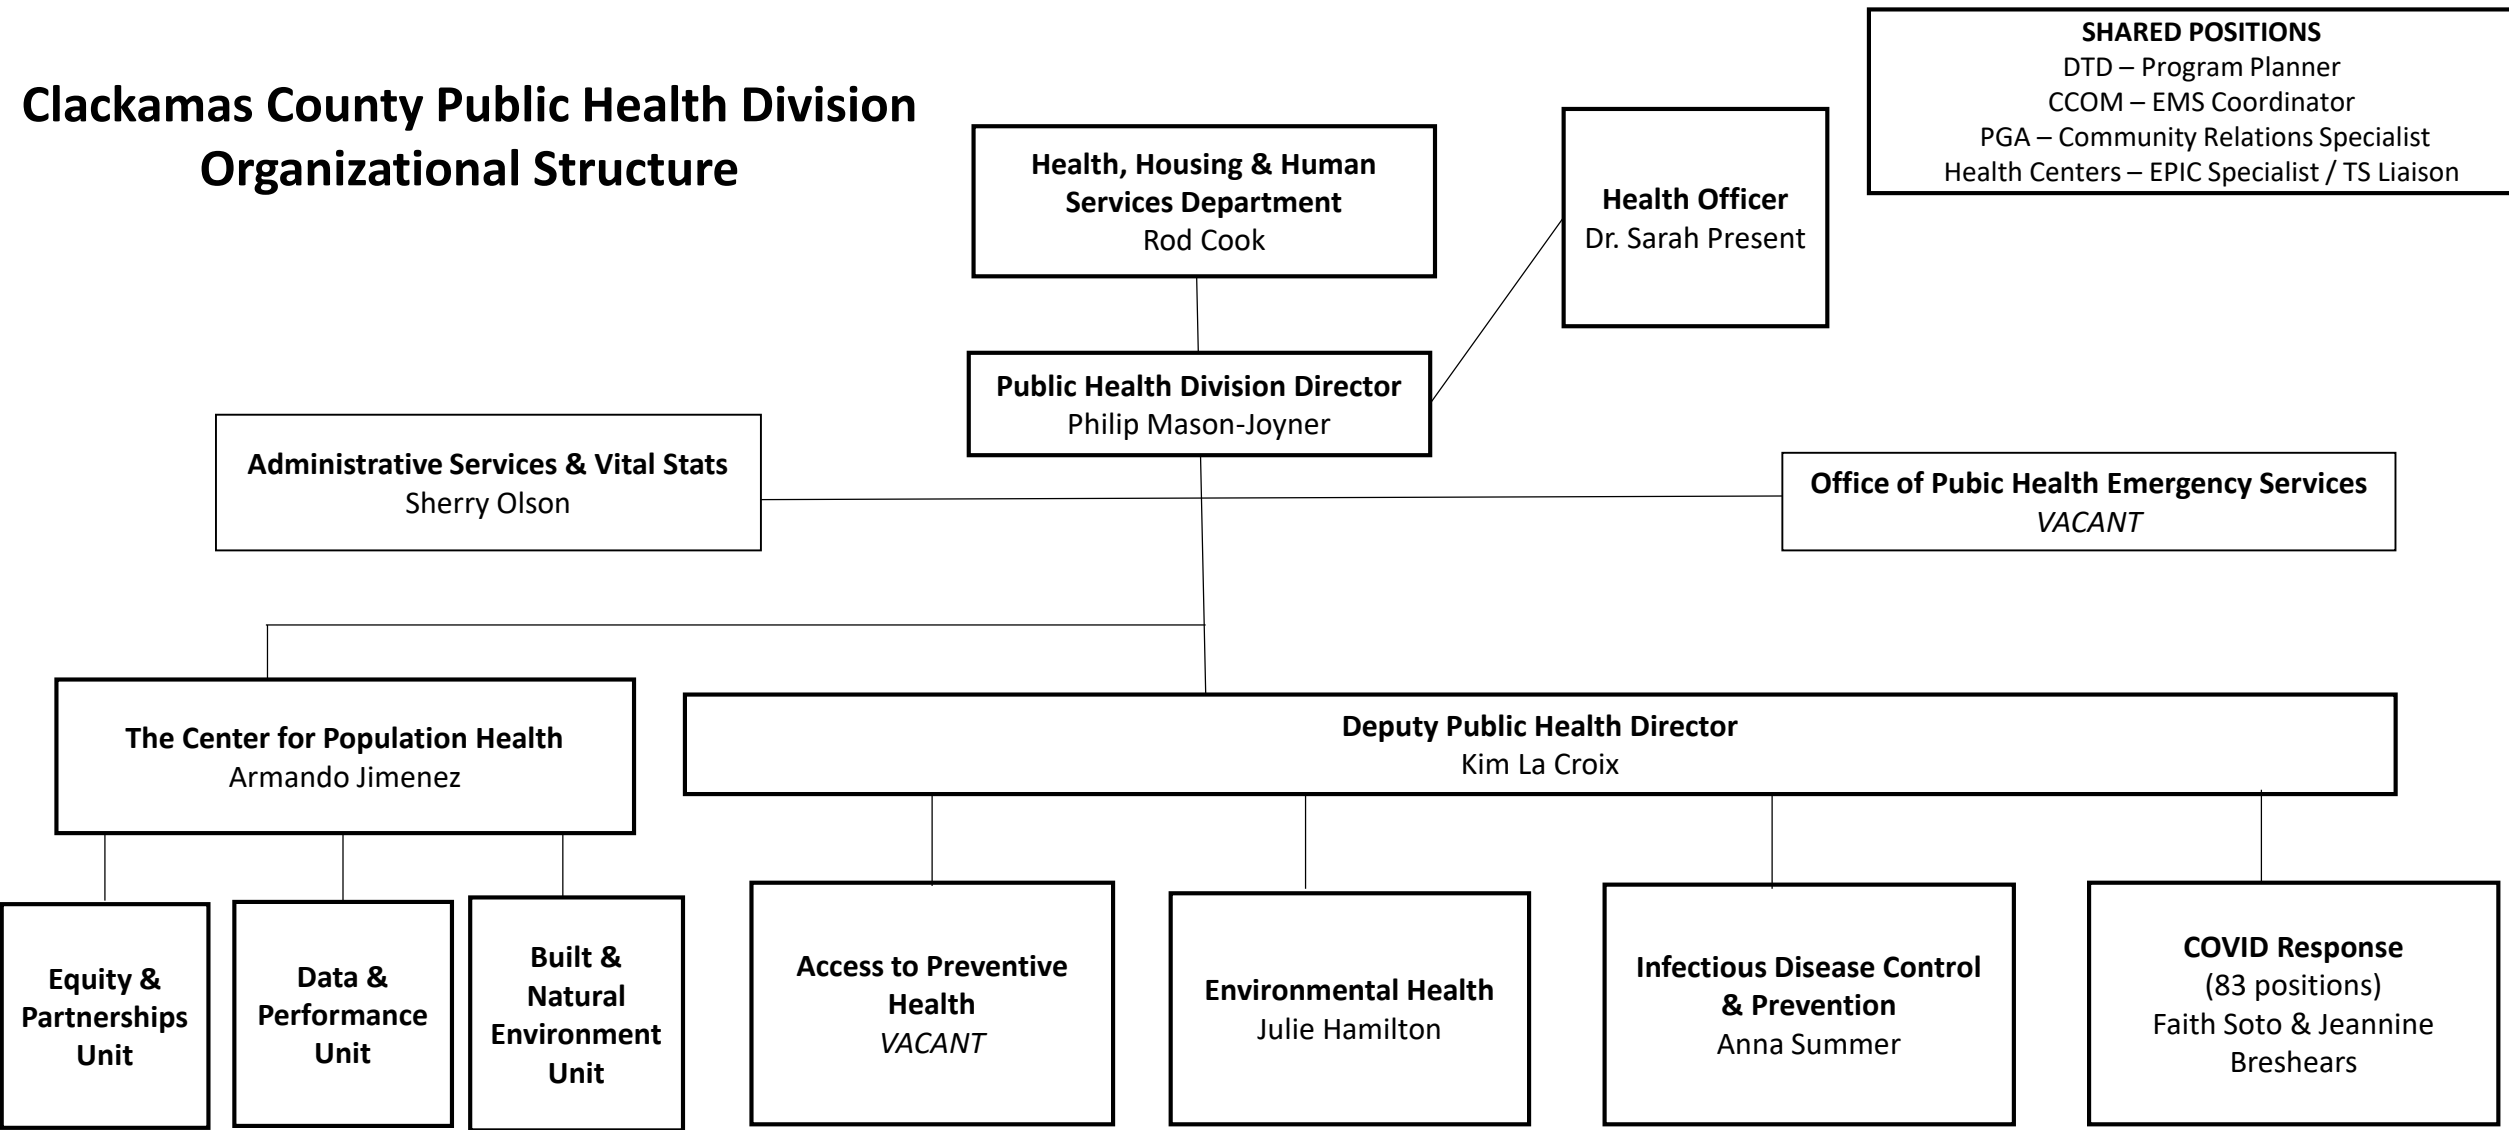 Clackamas County Public Health Division
Organizational Structure
SHARED POSITIONS
DTD – Program Planner
CCOM – EMS Coordinator
PGA – Community Relations Specialist
Health Centers – EPIC Specialist / TS Liaison
Health, Housing & Human
Services Department
Rod Cook
Health Officer
Dr. Sarah Present
Public Health Division Director
Philip Mason-Joyner
Administrative Services & Vital Stats
Sherry Olson
Office of Pubic Health Emergency Services
VACANT
The Center for Population Health
Armando Jimenez
Deputy Public Health Director
Kim La Croix
Equity &
Partnerships
Unit
Data &
Performance
Unit
Built &
Natural
Environment
Unit
Access to Preventive
Health
VACANT
Environmental Health
Julie Hamilton
Infectious Disease Control
& Prevention
Anna Summer
COVID Response
(83 positions)
Faith Soto & Jeannine
Breshears